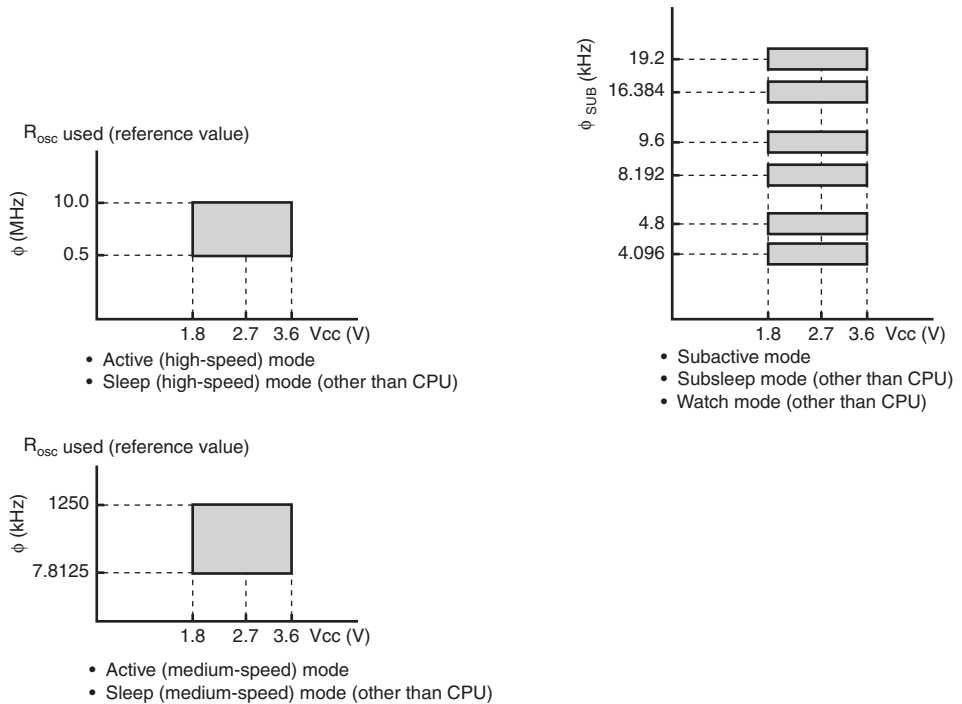 R_osc used (reference value)
φ (MHz)
10.0
0.5
1.8 2.7 3.6 Vcc (V)
• Active (high-speed) mode
• Sleep (high-speed) mode (other than CPU)
φ SUB (kHz)
19.2
16.384
9.6
8.192
4.8
4.096
1.8 2.7 3.6 Vcc (V)
• Subactive mode
• Subsleep mode (other than CPU)
• Watch mode (other than CPU)
R_osc used (reference value)
φ (kHz)
1250
7.8125
1.8 2.7 3.6 Vcc (V)
• Active (medium-speed) mode
• Sleep (medium-speed) mode (other than CPU)